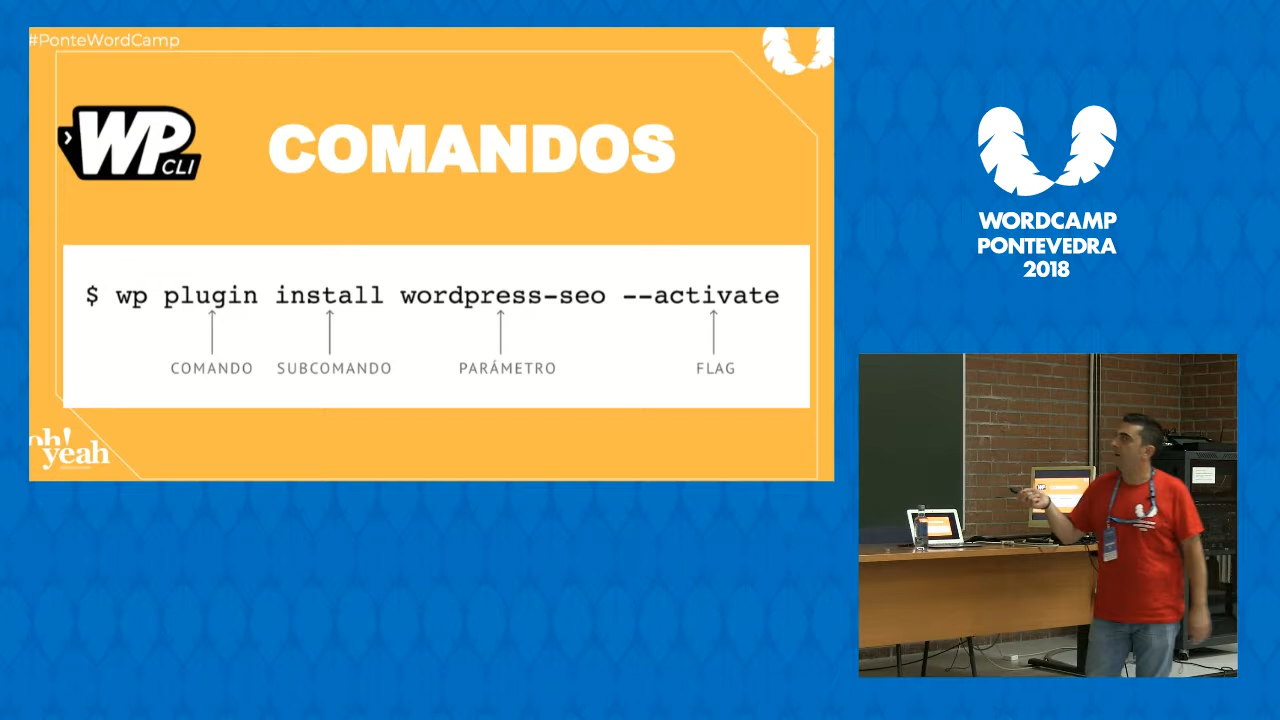 #PonteWordCamp
WP
CLI
COMANDOS
$ wp plugin install wordpress-seo --activate
COMANDO SUBCOMANDO PARÁMETRO FLAG
oh!
yeah
WORDCAMP
PONTEVEDRA
2018